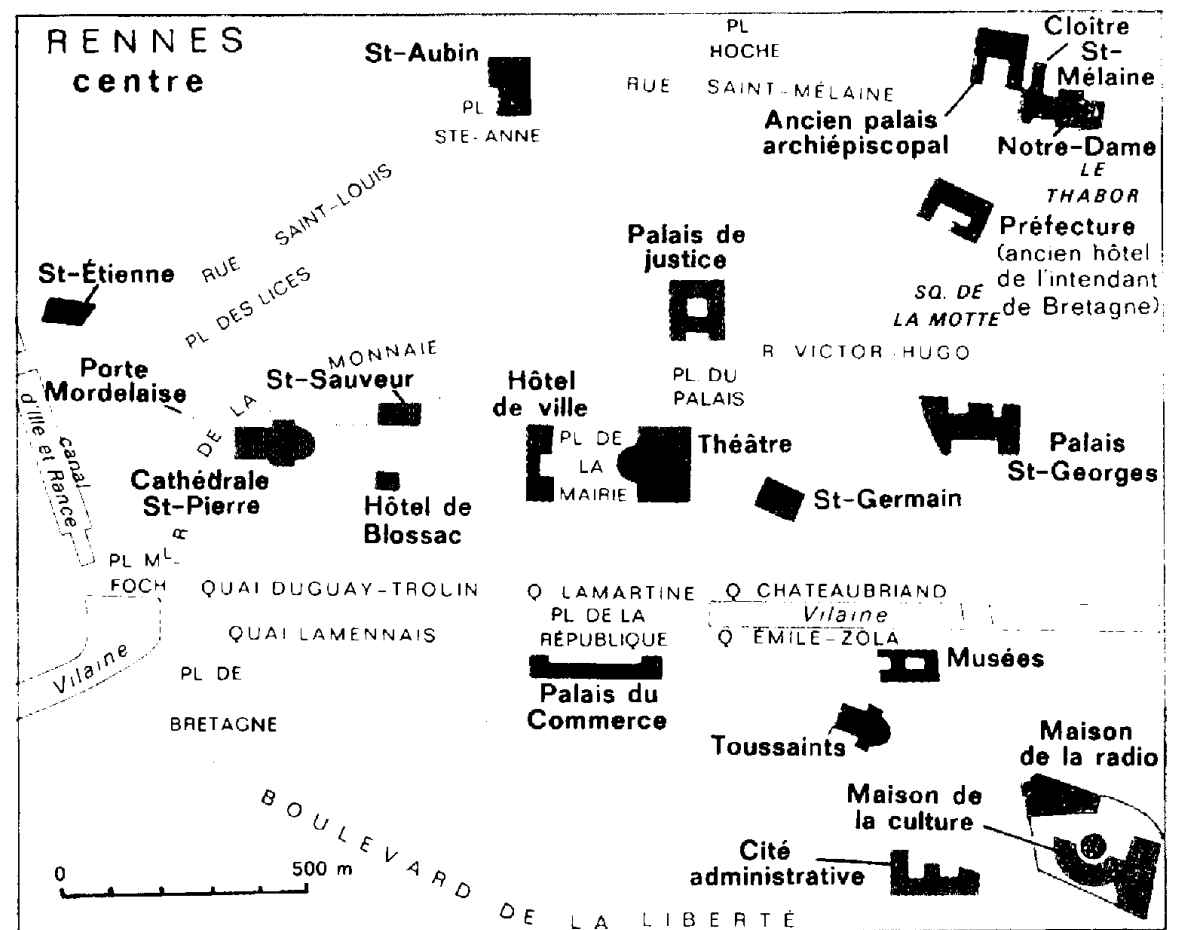 RENNES
centre
St-Aubin
PL
STE-ANNE
PL
HOCHE
RUE SAINT-MÉLAINE
Cloître
St-
Mélaine
Ancien palais
archiépiscopal
Notre-Dame
LE
THABOR
Préfecture
(ancien hôtel
de l'intendant
de Bretagne)
SQ. DE
LA MOTTE
Palais de
justice
RUE SAINT-LOUIS
PL DES LICES
St-Étienne
R VICTOR-HUGO
PL. DU
PALAIS
Porte
Mordelaise
R DE LA MONNAIE
St-Sauveur
Hôtel
de ville
PL DE
LA
MAIRIE
Théâtre
Palais
St-Georges
canal
d'Ille et Rance
Cathédrale
St-Pierre
Hôtel de
Blossac
St-Germain
PL ML-
FOCH
QUAI DUGUAY-TROLIN
Q LAMARTINE
Q CHATEAUBRIAND
Vilaine
QUAI LAMENNAIS
PL DE LA
RÉPUBLIQUE
Q ÉMILE-ZOLA
Vilaine
PL DE
BRETAGNE
Palais du
Commerce
Musées
Toussaints
Maison
de la radio
Maison de
la culture
Cité
administrative
0 500 m
BOULEVARD DE LA LIBERTÉ